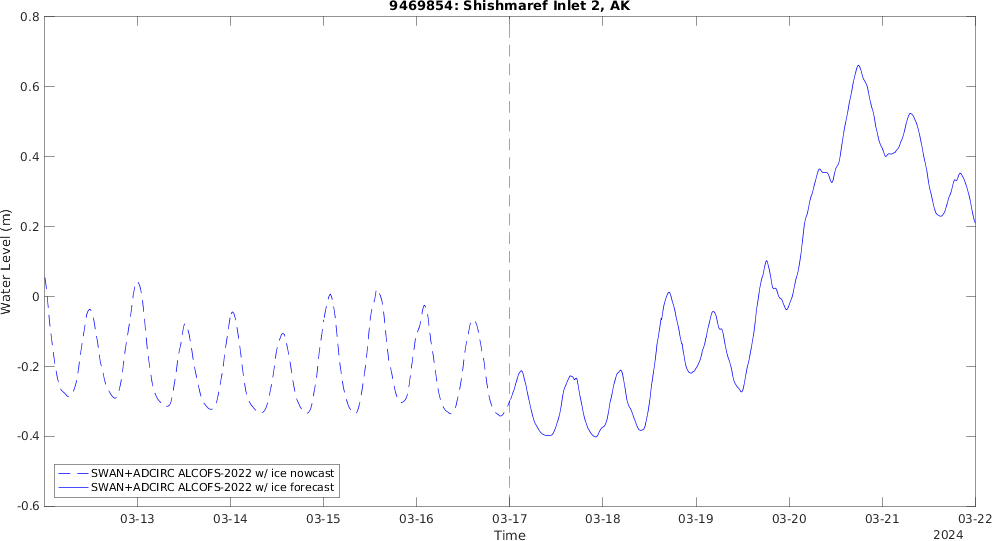 9469854: Shishmaref Inlet 2, AK
0.8
0.6
0.4
0.2
0
-0.2
-0.4
-0.6
Water Level (m)
SWAN+ADCIRC ALCOFS-2022 w/ ice nowcast
SWAN+ADCIRC ALCOFS-2022 w/ ice forecast
03-13 03-14 03-15 03-16 03-17 03-18 03-19 03-20 03-21 03-22
Time
2024